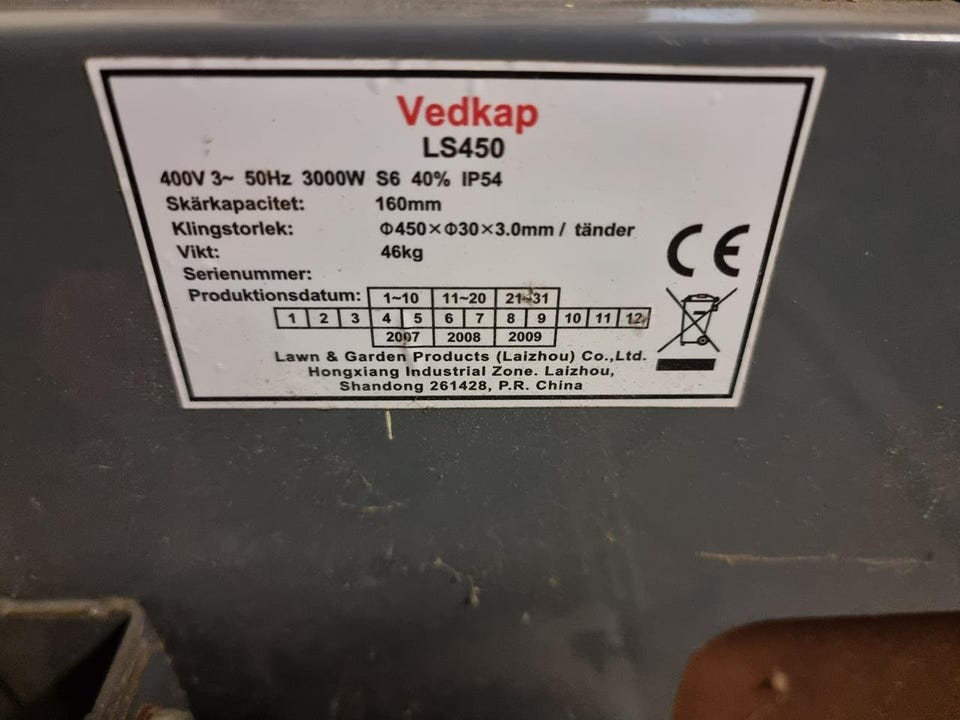 Vedkap
LS450
400V 3~ 50Hz 3000W S6 40% IP54
Skärkapacitet: 160mm
Klingstorlek: Φ450×Φ30×3.0mm / tänder
Vikt: 46kg
Serienummer:
Produktionsdatum: 1~10 11~20 21~31
1 2 3 4 5 6 7 8 9 10 11 12
2007 2008 2009
Lawn & Garden Products (Laizhou) Co.,Ltd.
Hongxiang Industrial Zone. Laizhou,
Shandong 261428, P.R. China
CE